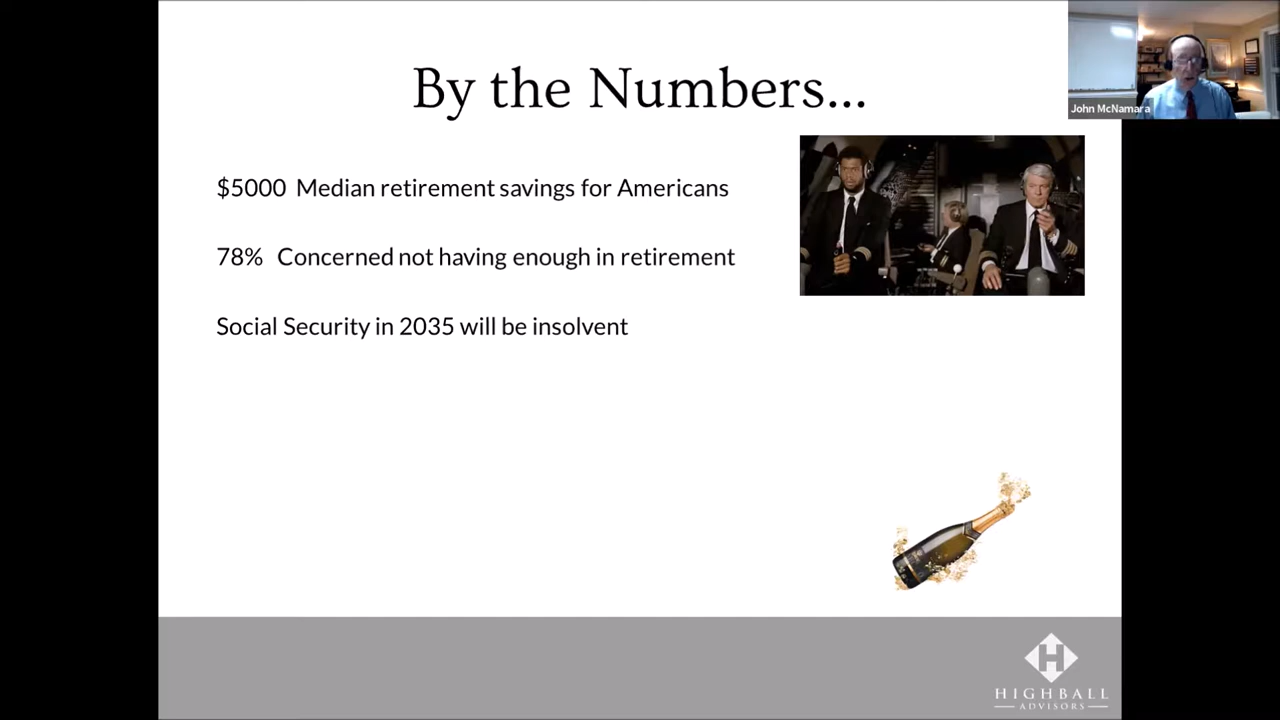 By the Numbers...
John McNamara
$5000 Median retirement savings for Americans
78% Concerned not having enough in retirement
Social Security in 2035 will be insolvent
HIGHBALL
ADVISORS